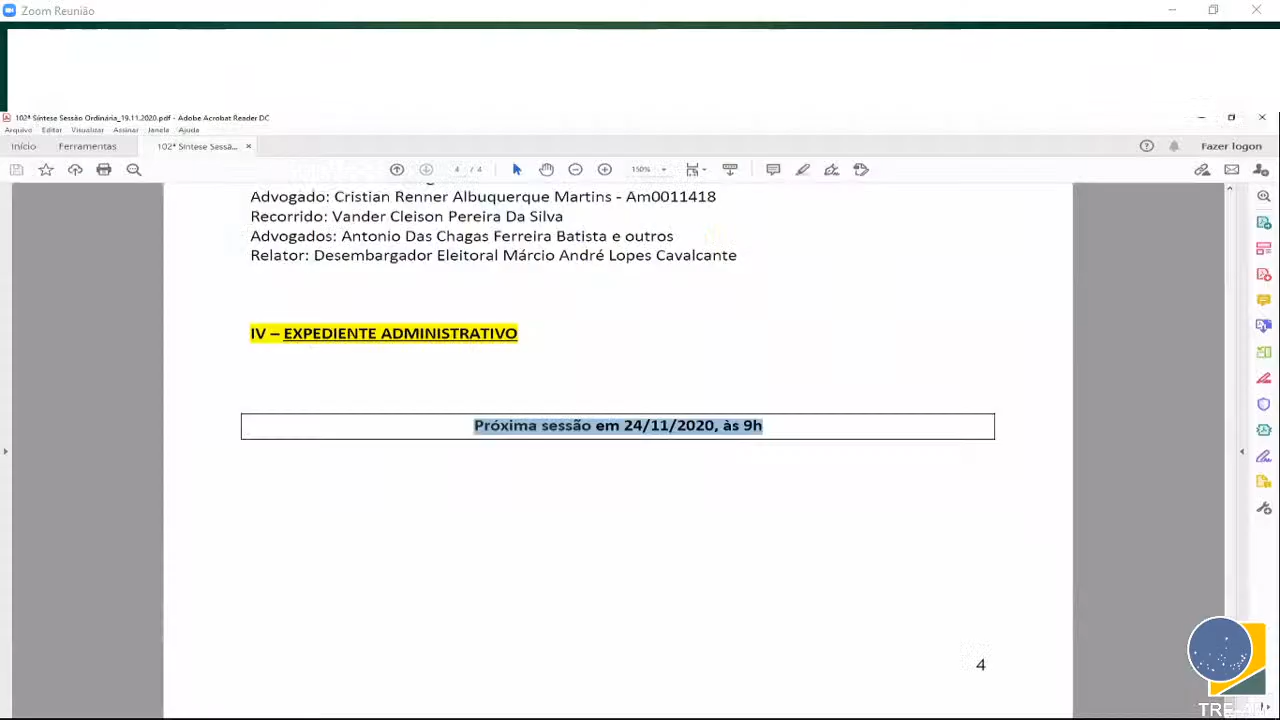 Zoom Reunião
102ª Síntese Sessão Ordinária_19.11.2020.pdf - Adobe Acrobat Reader DC
Arquivo Editar Visualizar Assinar Janela Ajuda
Início Ferramentas 102ª Síntese Sessã... × Fazer logon
4 / 4 150%
Advogado: Cristian Renner Albuquerque Martins - Am0011418
Recorrido: Vander Cleison Pereira Da Silva
Advogados: Antonio Das Chagas Ferreira Batista e outros
Relator: Desembargador Eleitoral Márcio André Lopes Cavalcante
IV – EXPEDIENTE ADMINISTRATIVO
Próxima sessão em 24/11/2020, às 9h
4